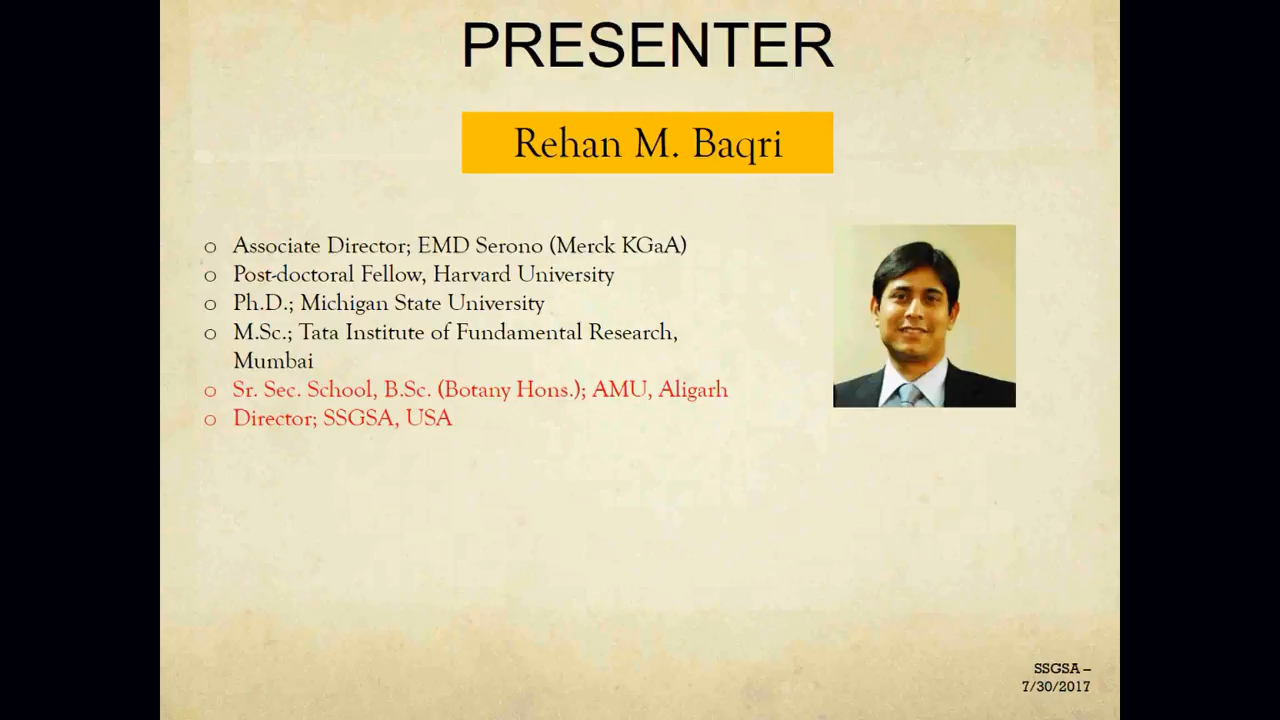 PRESENTER
Rehan M. Baqri
o Associate Director; EMD Serono (Merck KGaA)
o Post-doctoral Fellow, Harvard University
o Ph.D.; Michigan State University
o M.Sc.; Tata Institute of Fundamental Research,
Mumbai
o Sr. Sec. School, B.Sc. (Botany Hons.); AMU, Aligarh
o Director; SSGSA, USA
SSGSA –
7/30/2017